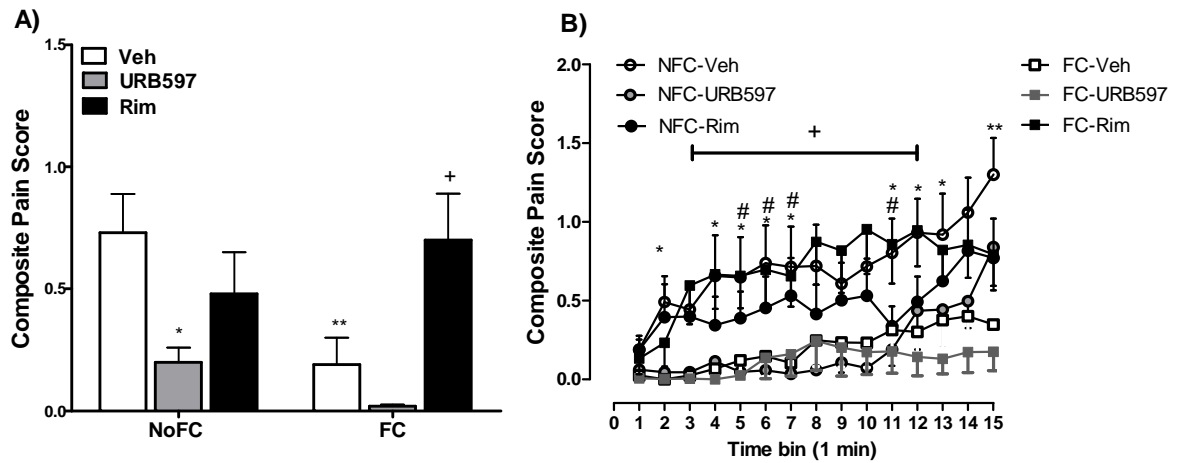 A)
Composite Pain Score
1.5
1.0
0.5
0.0
Veh
URB597
Rim
*
**
+
NoFC
FC
B)
Composite Pain Score
2.0
1.5
1.0
0.5
0.0
NFC-Veh
NFC-URB597
NFC-Rim
FC-Veh
FC-URB597
FC-Rim
+
**
* * *
# # #
* * * * *
#
0 1 2 3 4 5 6 7 8 9 10 11 12 13 14 15
Time bin (1 min)